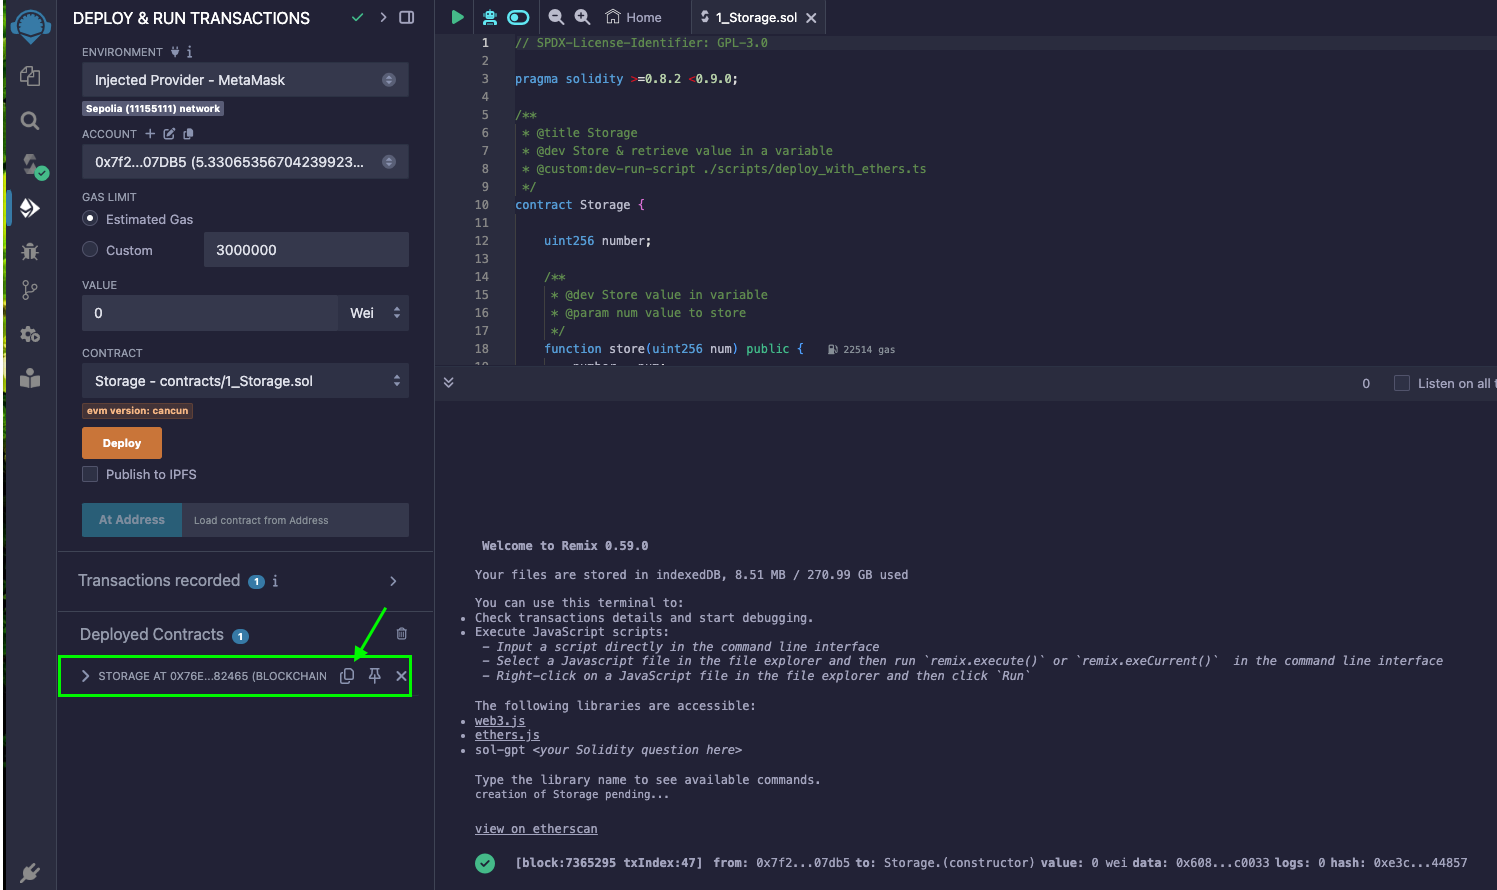 DEPLOY & RUN TRANSACTIONS
ENVIRONMENT
Injected Provider - MetaMask
Sepolia (11155111) network
ACCOUNT
0x7f2...07DB5 (5.33065356704239923...
GAS LIMIT
Estimated Gas
Custom
3000000
VALUE
0
Wei
CONTRACT
Storage - contracts/1_Storage.sol
evm version: cancun
Deploy
Publish to IPFS
At Address
Load contract from Address
Transactions recorded 1
Deployed Contracts 1
STORAGE AT 0X76E...82465 (BLOCKCHAIN
Home
1_Storage.sol
1 // SPDX-License-Identifier: GPL-3.0
2
3 pragma solidity >=0.8.2 <0.9.0;
4
5 /**
6 * @title Storage
7 * @dev Store & retrieve value in a variable
8 * @custom:dev-run-script ./scripts/deploy_with_ethers.ts
9 */
10 contract Storage {
11
12 uint256 number;
13
14 /**
15 * @dev Store value in variable
16 * @param num value to store
17 */
18 function store(uint256 num) public { 22514 gas
19 number = num;
0
Listen on all t
Welcome to Remix 0.59.0
Your files are stored in indexedDB, 8.51 MB / 270.99 GB used
You can use this terminal to:
• Check transactions details and start debugging.
• Execute JavaScript scripts:
- Input a script directly in the command line interface
- Select a Javascript file in the file explorer and then run `remix.execute()` or `remix.exeCurrent()` in the command line interface
- Right-click on a JavaScript file in the file explorer and then click `Run`
The following libraries are accessible:
• web3.js
• ethers.js
• sol-gpt <your Solidity question here>
Type the library name to see available commands.
creation of Storage pending...
view on etherscan
[block:7365295 txIndex:47] from: 0x7f2...07db5 to: Storage.(constructor) value: 0 wei data: 0x608...c0033 logs: 0 hash: 0xe3c...44857